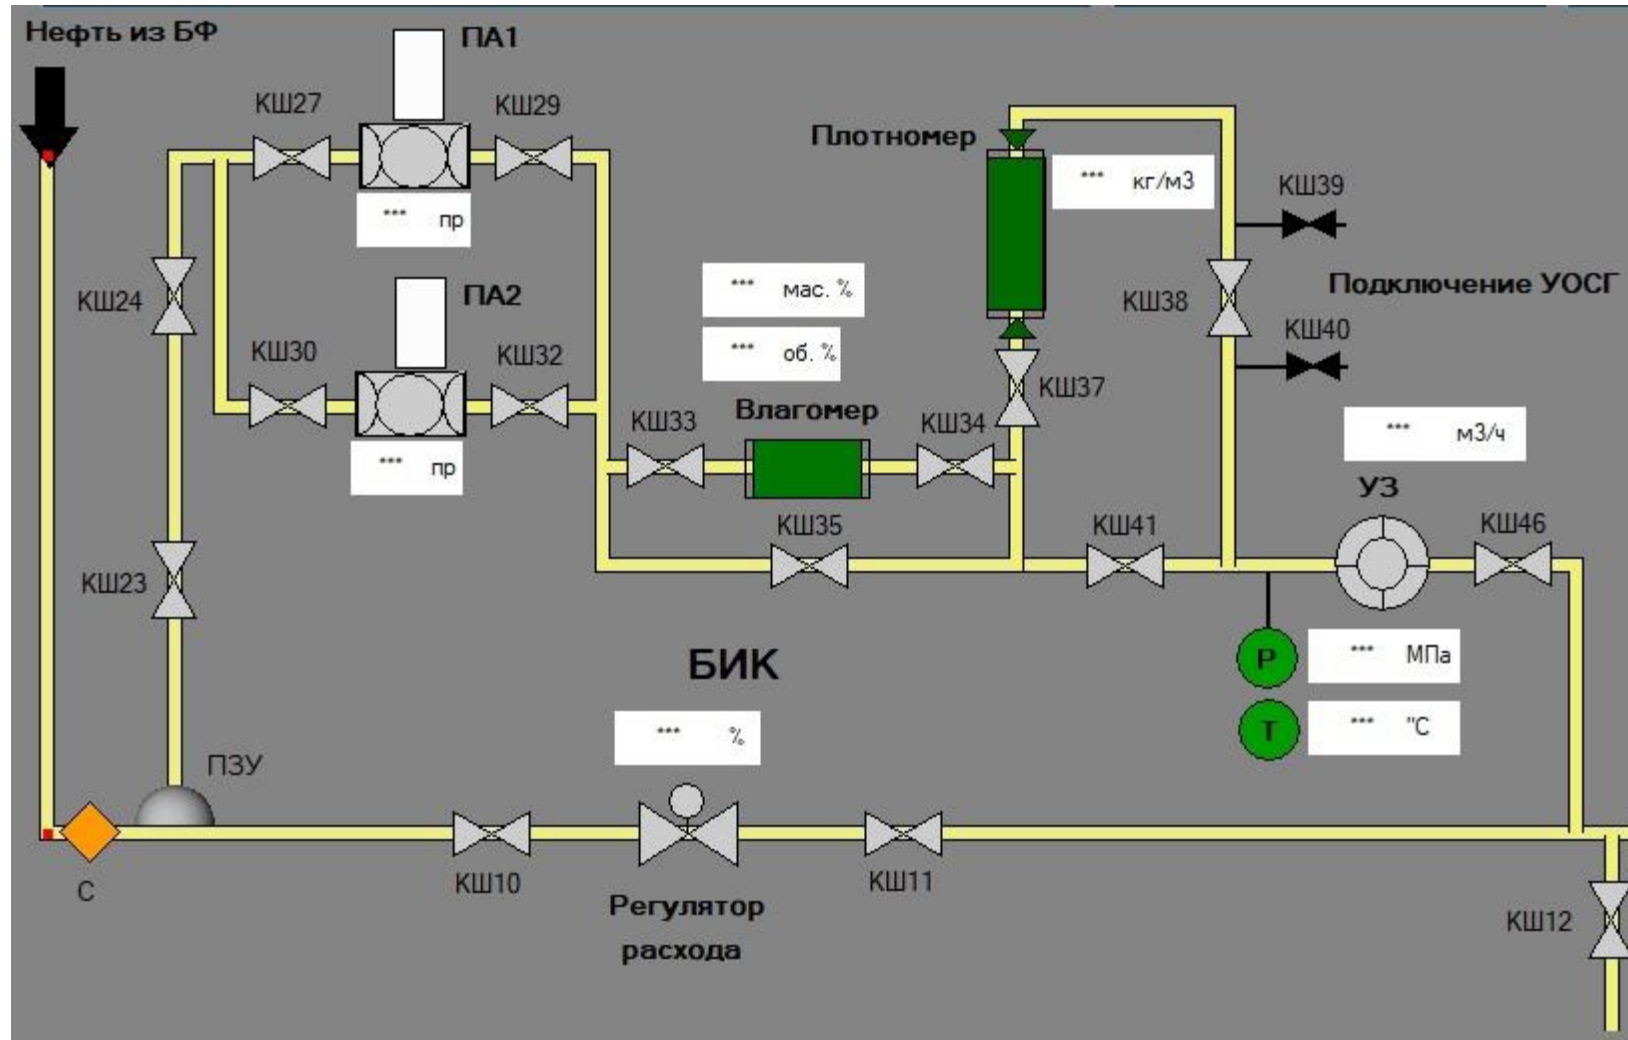 Нефть из БФ
ПА1
КШ27
КШ29
*** пр
Плотномер
*** кг/м3
КШ39
КШ24
ПА2
*** мас. %
КШ38
Подключение УОСГ
КШ30
КШ32
*** об. %
КШ40
КШ37
Влагомер
КШ33
КШ34
*** м3/ч
*** пр
УЗ
КШ35
КШ41
КШ46
КШ23
БИК
P
*** МПа
T
*** "С
*** %
ПЗУ
С
КШ10
КШ11
Регулятор
расхода
КШ12